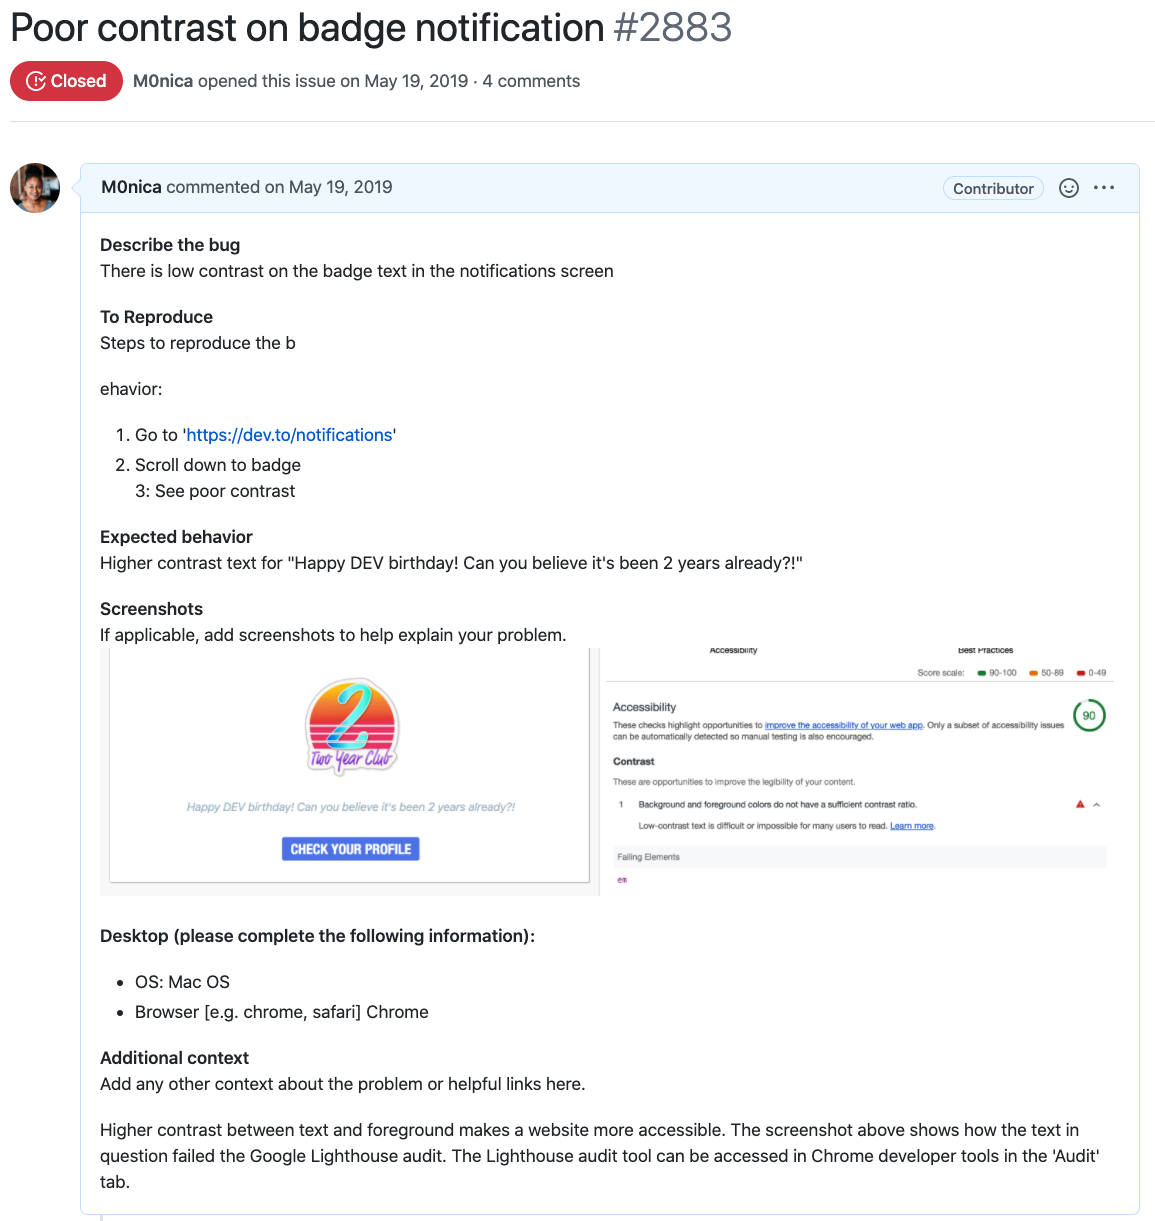 Poor contrast on badge notification #2883
Closed M0nica opened this issue on May 19, 2019 · 4 comments
M0nica commented on May 19, 2019 Contributor
Describe the bug
There is low contrast on the badge text in the notifications screen
To Reproduce
Steps to reproduce the b
ehavior:
1. Go to 'https://dev.to/notifications'
2. Scroll down to badge
3: See poor contrast
Expected behavior
Higher contrast text for "Happy DEV birthday! Can you believe it's been 2 years already?!"
Screenshots
If applicable, add screenshots to help explain your problem.
2
Two Year Club
Happy DEV birthday! Can you believe it's been 2 years already?!
CHECK YOUR PROFILE
Accessibility Best Practices
Score scale: 90-100 50-89 0-49
Accessibility
These checks highlight opportunities to improve the accessibility of your web app. Only a subset of accessibility issues
can be automatically detected so manual testing is also encouraged.
90
Contrast
These are opportunities to improve the legibility of your content.
1 Background and foreground colors do not have a sufficient contrast ratio.
Low-contrast text is difficult or impossible for many users to read. Learn more.
Failing Elements
em
Desktop (please complete the following information):
• OS: Mac OS
• Browser [e.g. chrome, safari] Chrome
Additional context
Add any other context about the problem or helpful links here.
Higher contrast between text and foreground makes a website more accessible. The screenshot above shows how the text in
question failed the Google Lighthouse audit. The Lighthouse audit tool can be accessed in Chrome developer tools in the 'Audit'
tab.